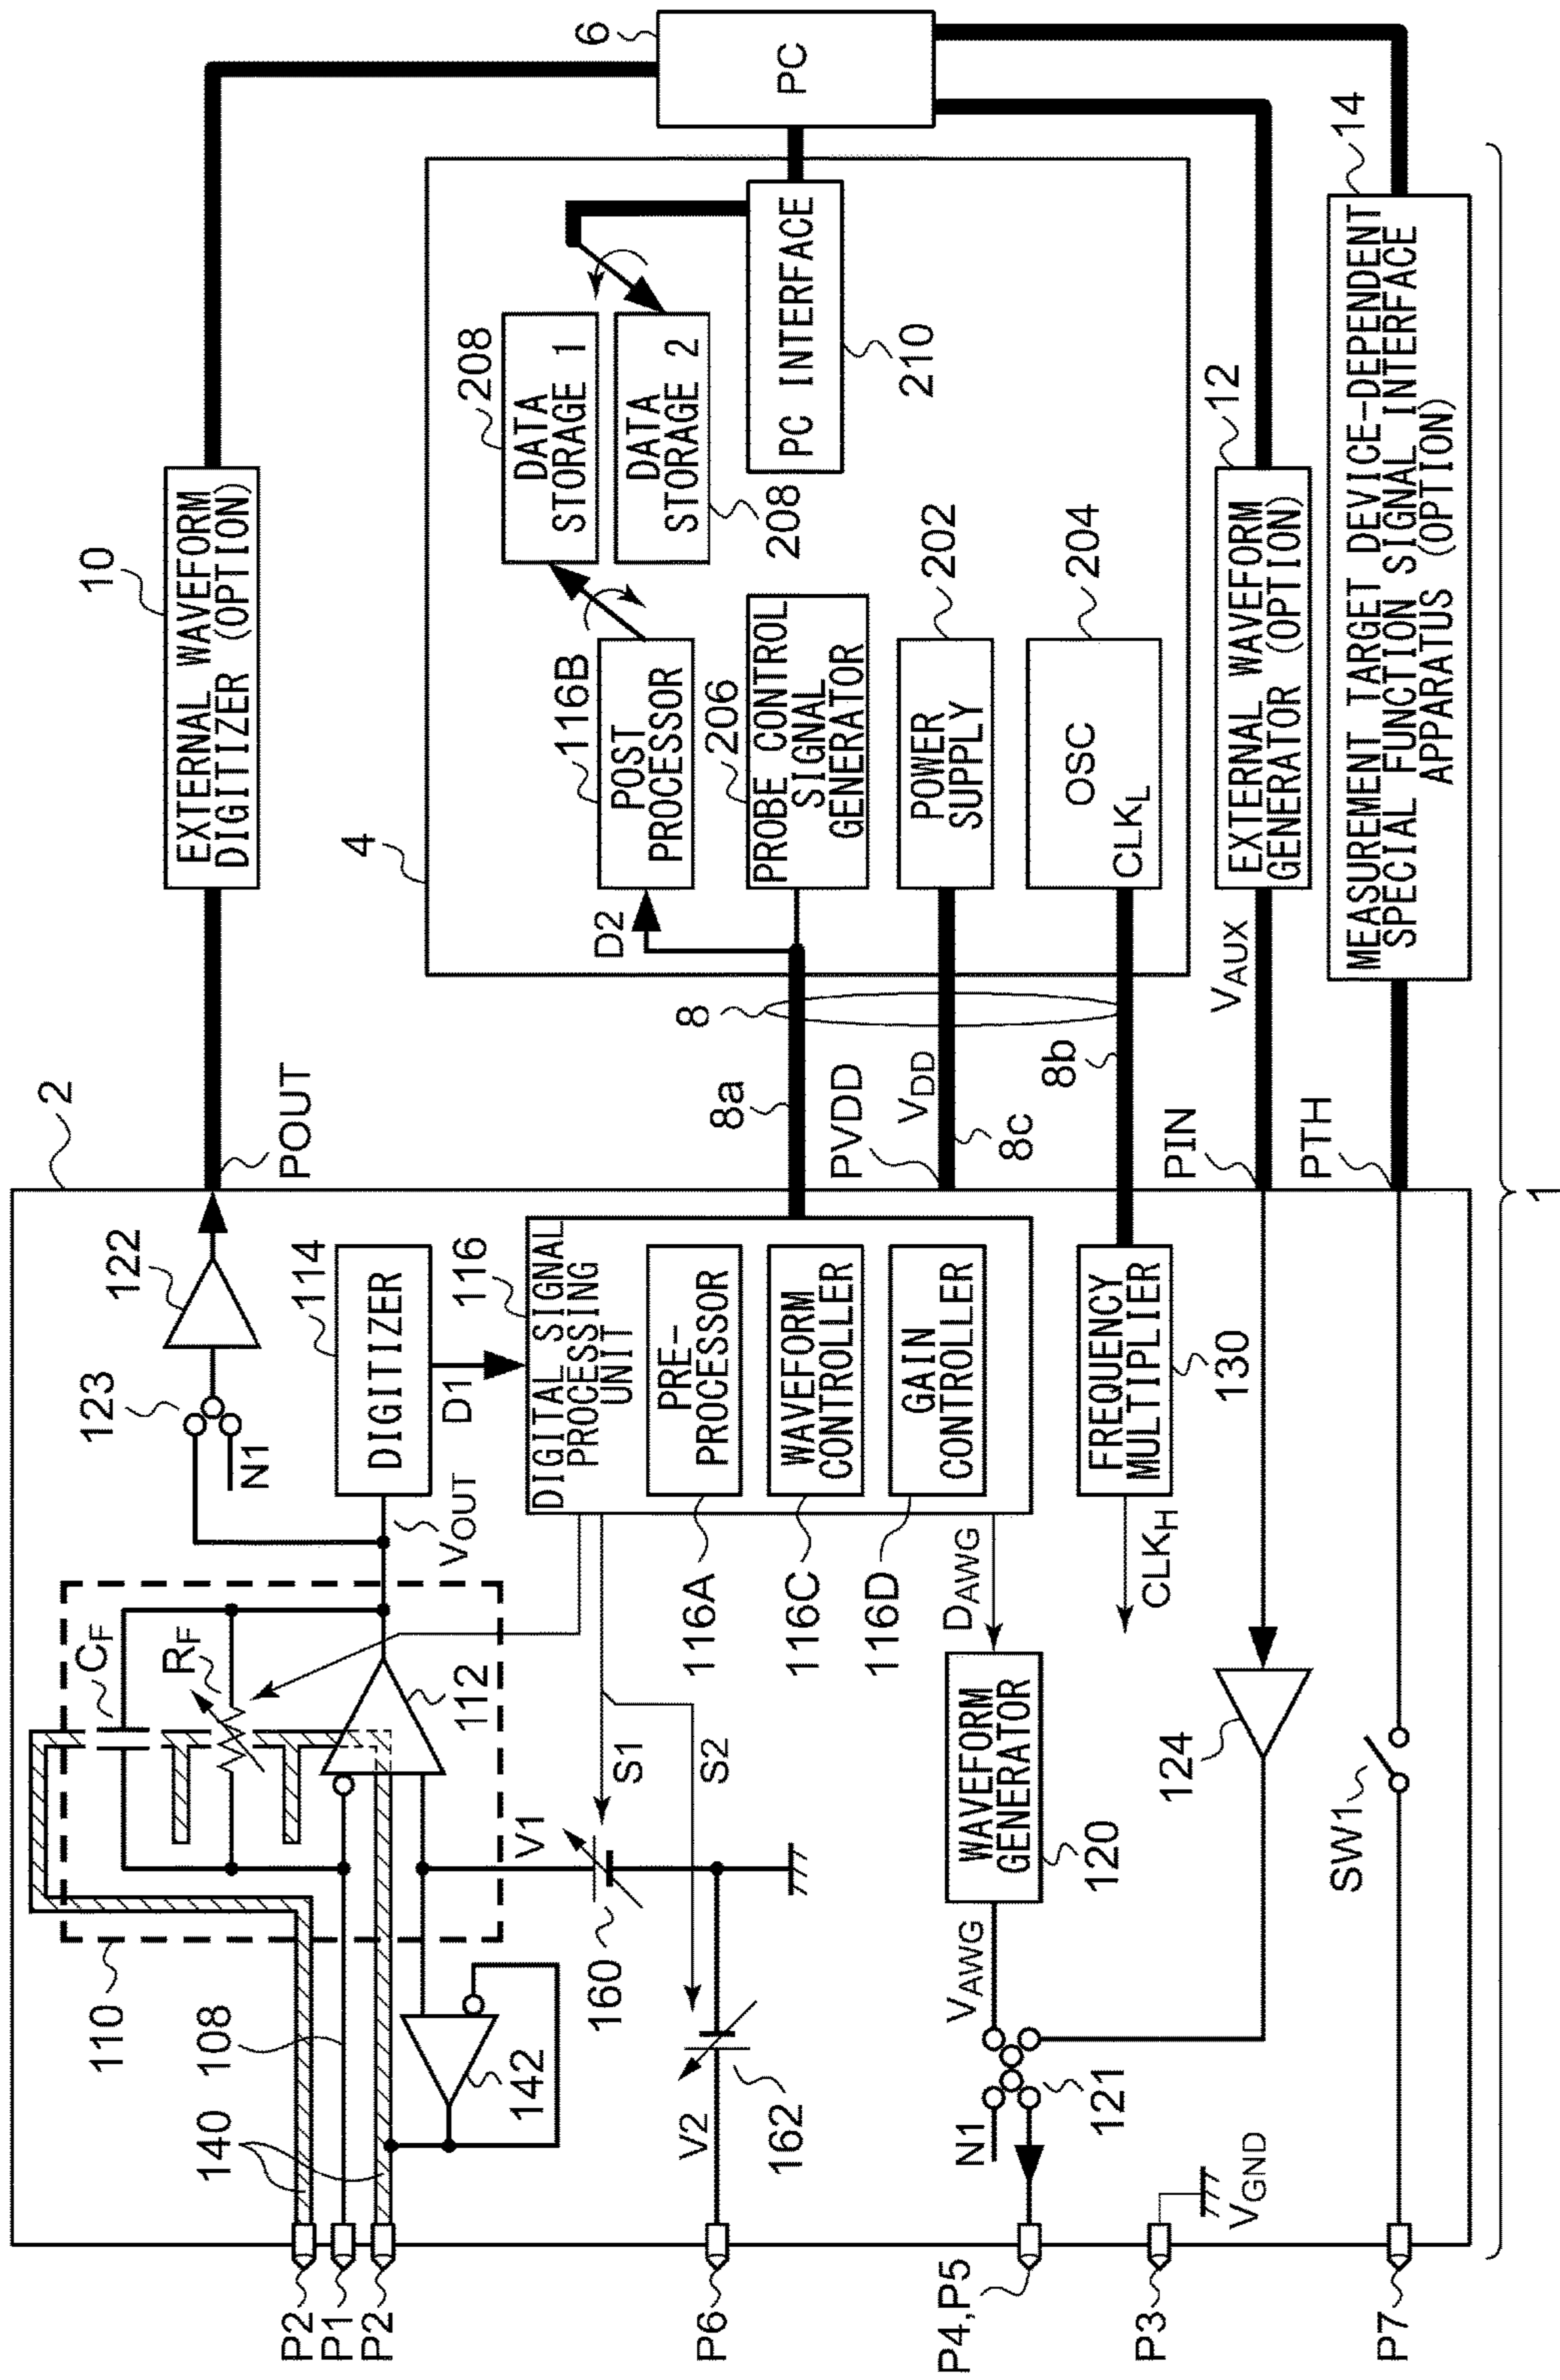 10
EXTERNAL WAVEFORM
DIGITIZER (OPTION)
6
PC
2
POUT
122
123
N1
114
DIGITIZER
D1
VOUT
110
CF
RF
112
140
108
142
P2
P1
P2
V1
160
S1
S2
V2
162
P6
116
DIGITAL SIGNAL
PROCESSING
UNIT
PRE-
PROCESSOR
116A
WAVEFORM
CONTROLLER
116C
GAIN
CONTROLLER
116D
DAWG
WAVEFORM
GENERATOR
120
VAWG
N1
121
P4,P5
FREQUENCY
MULTIPLIER
130
CLKH
124
P3
VGND
SW1
P7
4
208
DATA
STORAGE 1
DATA
STORAGE 2
208
116B
POST
PROCESSOR
D2
PC INTERFACE
210
206
PROBE CONTROL
SIGNAL
GENERATOR
202
POWER
SUPPLY
204
OSC
CLKL
8
8a
PVDD
VDD
8c
8b
12
EXTERNAL WAVEFORM
GENERATOR (OPTION)
VAUX
PIN
14
MEASUREMENT TARGET DEVICE-DEPENDENT
SPECIAL FUNCTION SIGNAL INTERFACE
APPARATUS (OPTION)
PTH
1